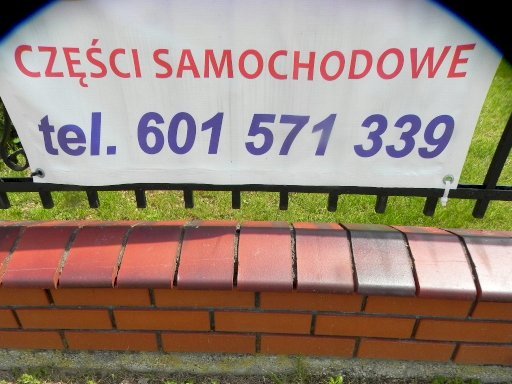 CZĘŚCI SAMOCHODOWE
tel. 601 571 339